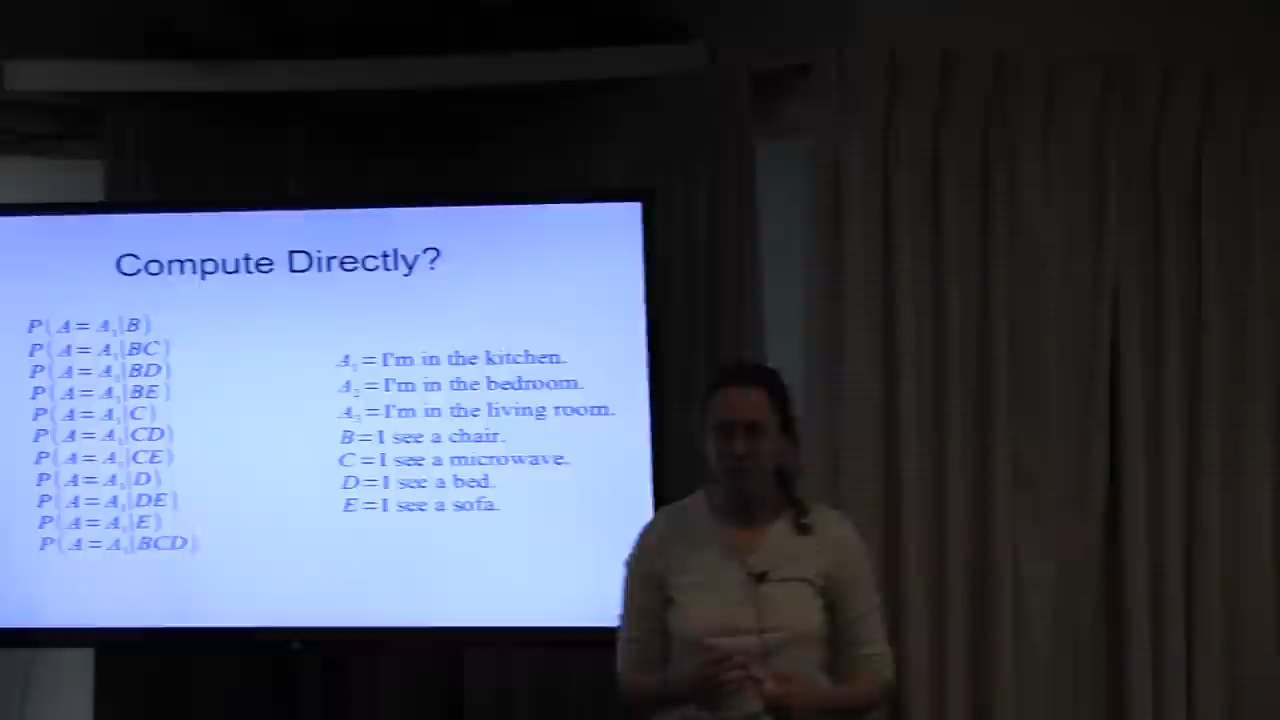 Compute Directly?
P(A=A₁|B)
P(A=A₁|BC)
P(A=A₁|BD)
P(A=A₁|BE)
P(A=A₁|C)
P(A=A₁|CD)
P(A=A₁|CE)
P(A=A₁|D)
P(A=A₁|DE)
P(A=A₁|E)
P(A=A₁|BCD)
A₁=I'm in the kitchen.
A₂=I'm in the bedroom.
A₃=I'm in the living room.
B=I see a chair.
C=I see a microwave.
D=I see a bed.
E=I see a sofa.